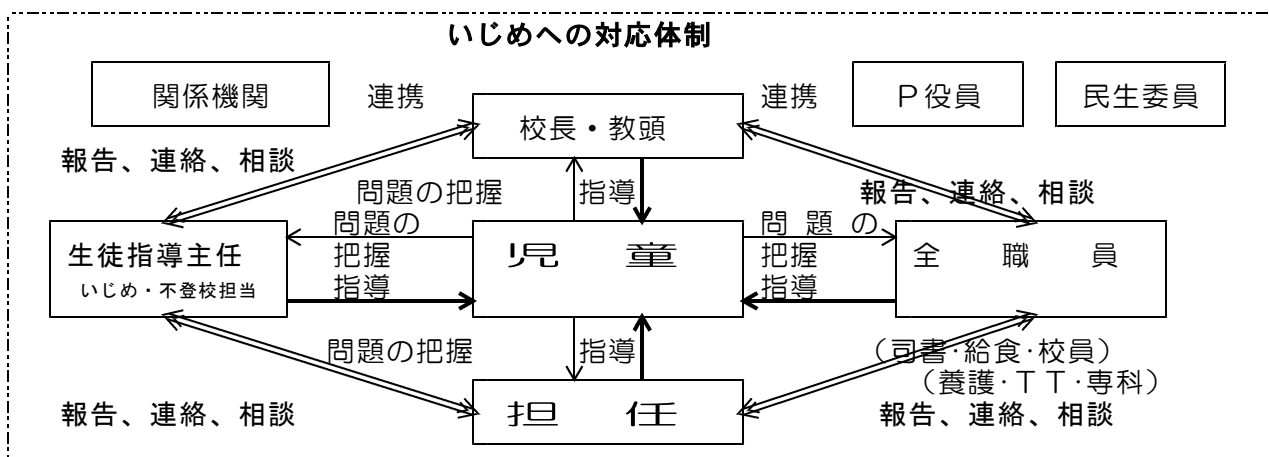 いじめへの対応体制
関係機関
連携
連携
P役員
民生委員
校長・教頭
報告、連絡、相談
問題の把握
指導
報告、連絡、相談
生徒指導主任
いじめ・不登校担当
問題の
把握
指導
児 童
問 題 の
把握
指導
全 職 員
問題の把握
指導
(司書・給食・校員)
(養護・TT・専科)
報告、連絡、相談
担 任
報告、連絡、相談